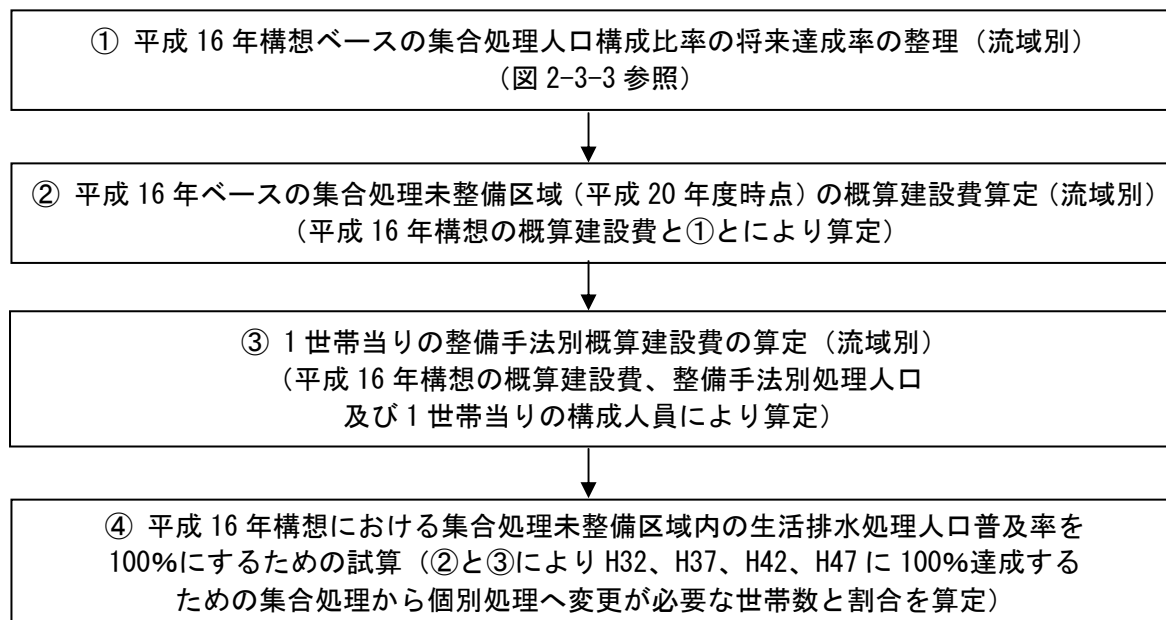 ① 平成 16 年構想ベースの集合処理人口構成比率の将来達成率の整理（流域別）
（図 2-3-3 参照）
② 平成 16 年ベースの集合処理未整備区域（平成 20 年度時点）の概算建設費算定（流域別）
（平成 16 年構想の概算建設費と①とにより算定）
③ 1 世帯当りの整備手法別概算建設費の算定（流域別）
（平成 16 年構想の概算建設費、整備手法別処理人口
及び 1 世帯当りの構成人員により算定）
④ 平成 16 年構想における集合処理未整備区域内の生活排水処理人口普及率を
100%にするための試算（②と③により H32、H37、H42、H47 に 100%達成する
ための集合処理から個別処理へ変更が必要な世帯数と割合を算定）